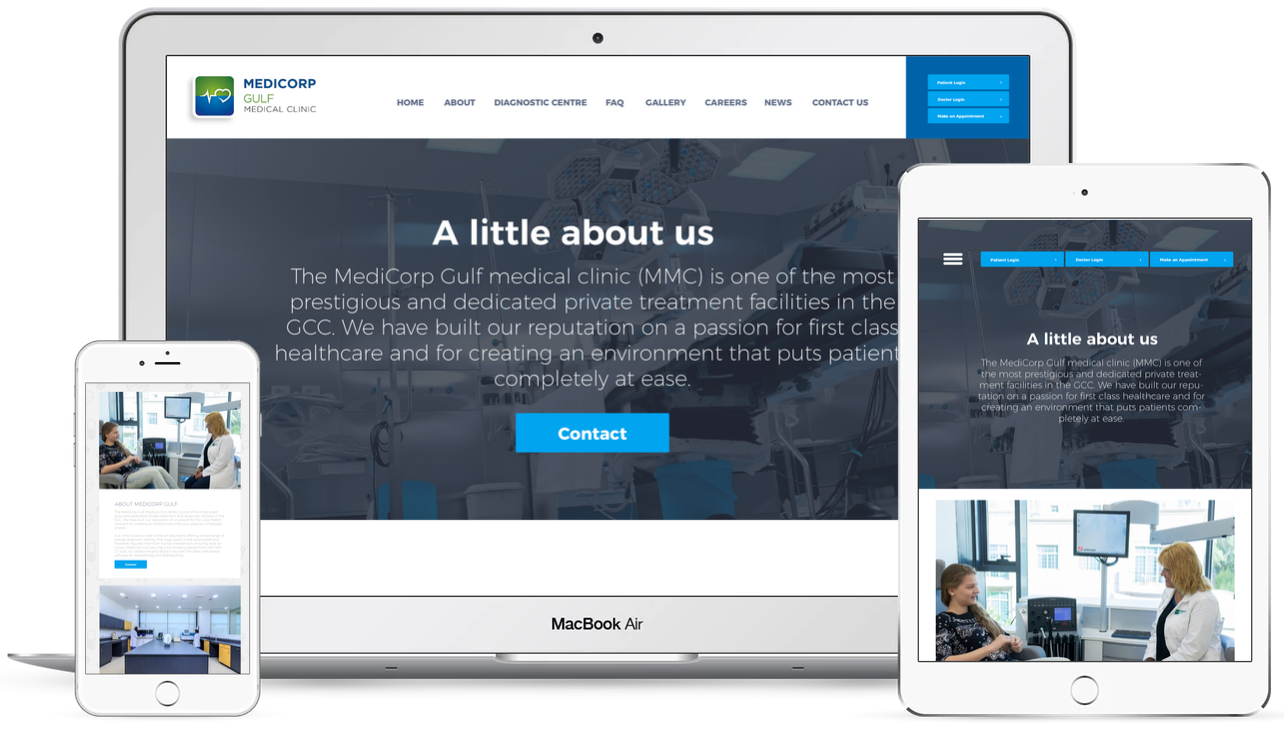 MEDICORP
GULF
MEDICAL CLINIC
HOME ABOUT DIAGNOSTIC CENTRE FAQ GALLERY CAREERS NEWS CONTACT US
Patient Login
Doctor Login
Make an Appointment
A little about us
The MediCorp Gulf medical clinic (MMC) is one of the most
prestigious and dedicated private treatment facilities in the
GCC. We have built our reputation on a passion for first class
healthcare and for creating an environment that puts patient
completely at ease.
Contact
MacBook Air
ABOUT MEDICORP GULF
Contact
Patient Login Doctor Login Make an Appointment
A little about us
The MediCorp Gulf medical clinic (MMC) is one of
the most prestigious and dedicated private treat-
ment facilities in the GCC. We have built our repu-
tation on a passion for first class healthcare and for
creating an environment that puts patients com-
pletely at ease.